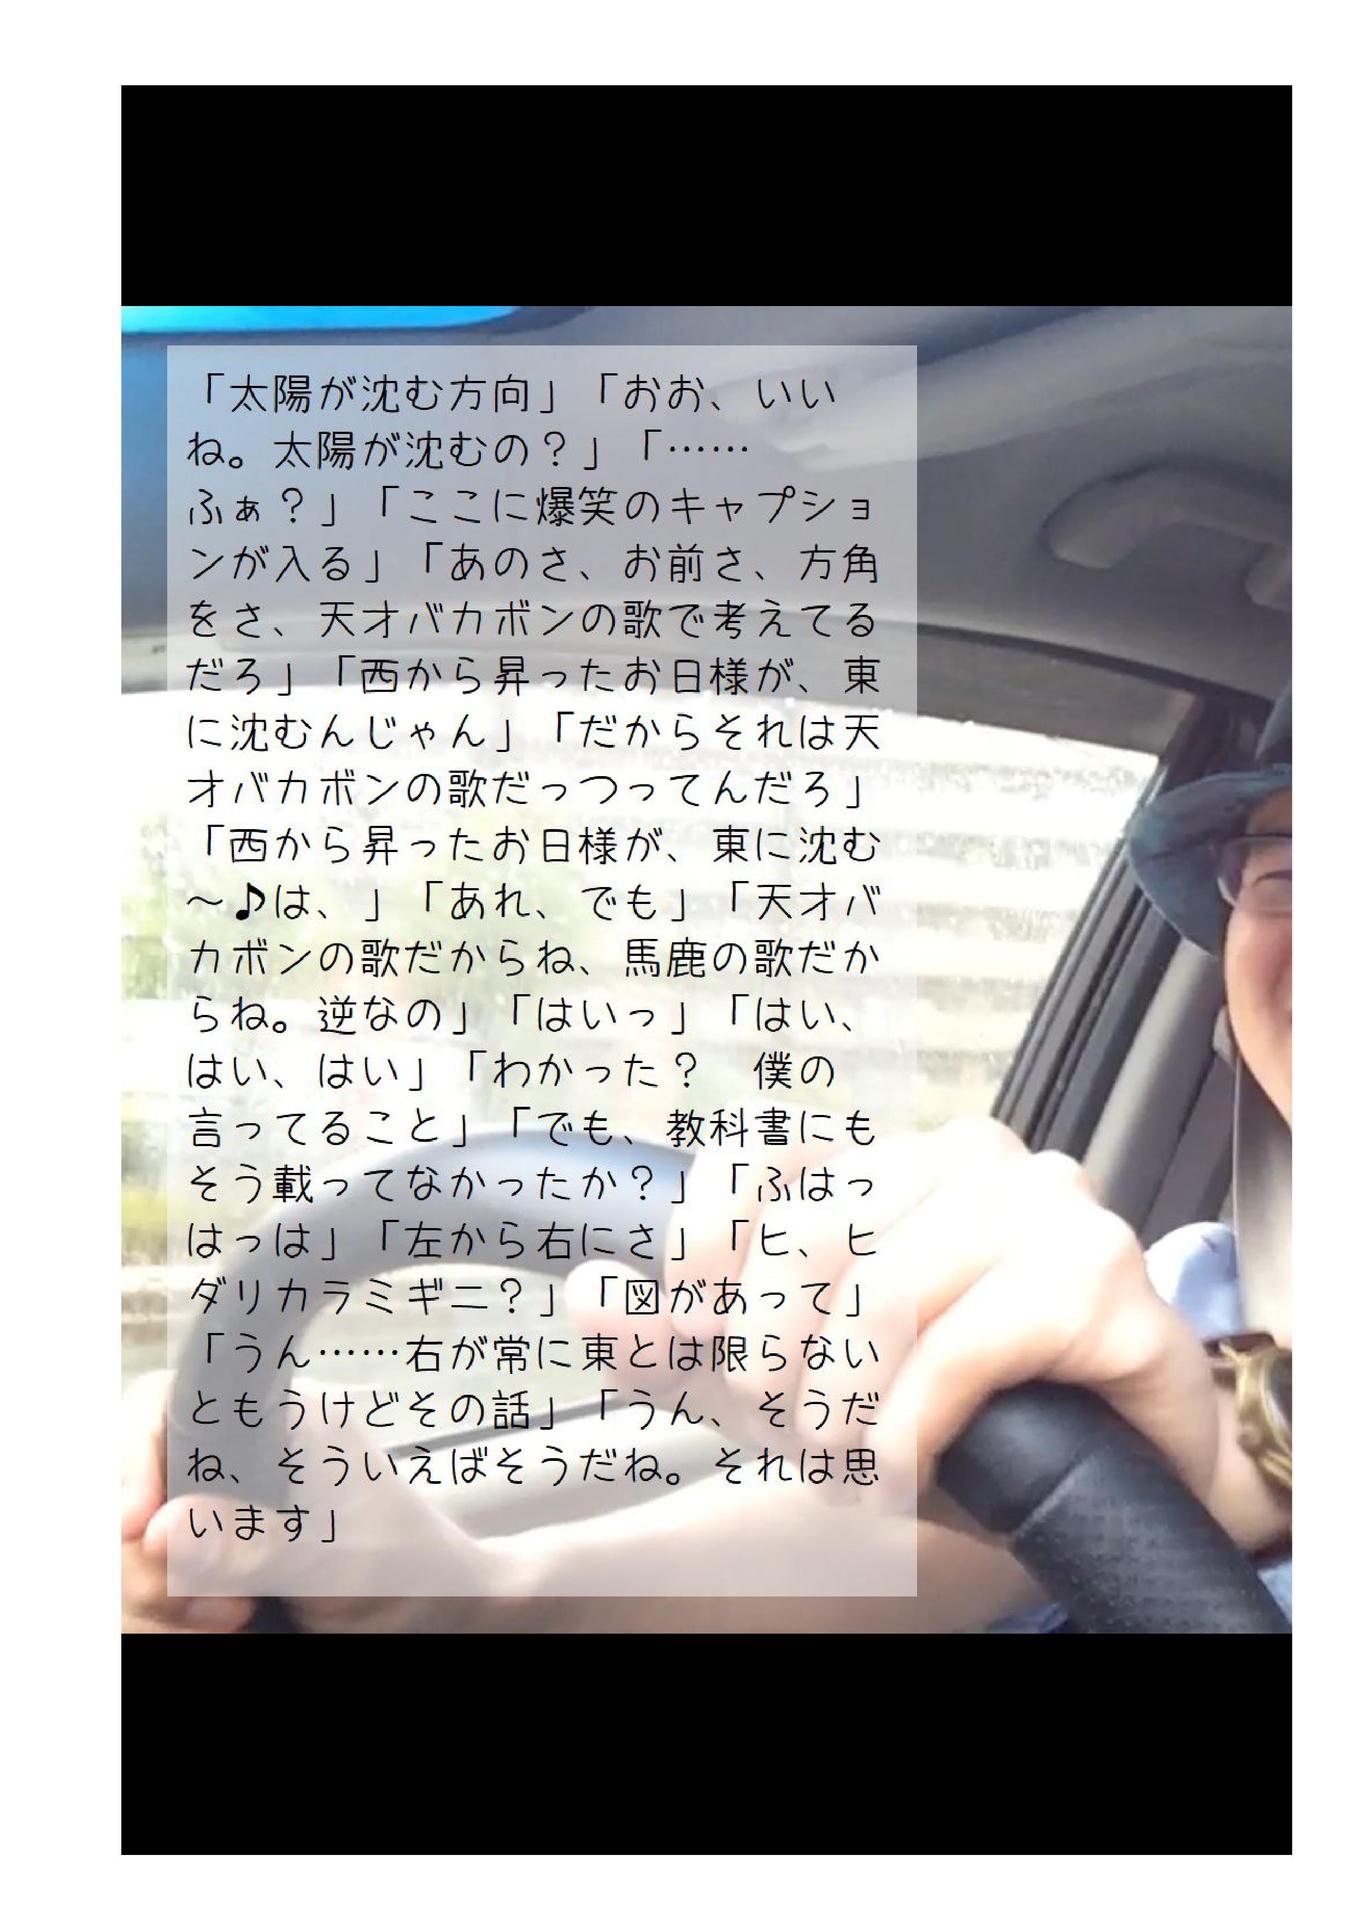 「太陽が沈む方向」「おお、いい
ね。太陽が沈むの？」「……
ふぁ？」「ここに爆笑のキャプショ
ンが入る」「あのさ、お前さ、方角
をさ、天才バカボンの歌で考えてる
だろ」「西から昇ったお日様が、東
に沈むんじゃん」「だからそれは天
才バカボンの歌だっつってんだろ」
「西から昇ったお日様が、東に沈む
～♪は、」「あれ、でも」「天才バ
カボンの歌だからね、馬鹿の歌だか
らね。逆なの」「はいっ」「はい、
はい、はい」「わかった？　僕の
言ってること」「でも、教科書にも
そう載ってなかったか？」「ふはっ
はっは」「左から右にさ」「ヒ、ヒ
ダリカラミギニ？」「図があって」
「うん……右が常に東とは限らない
ともうけどその話」「うん、そうだ
ね、そういえばそうだね。それは思
います」